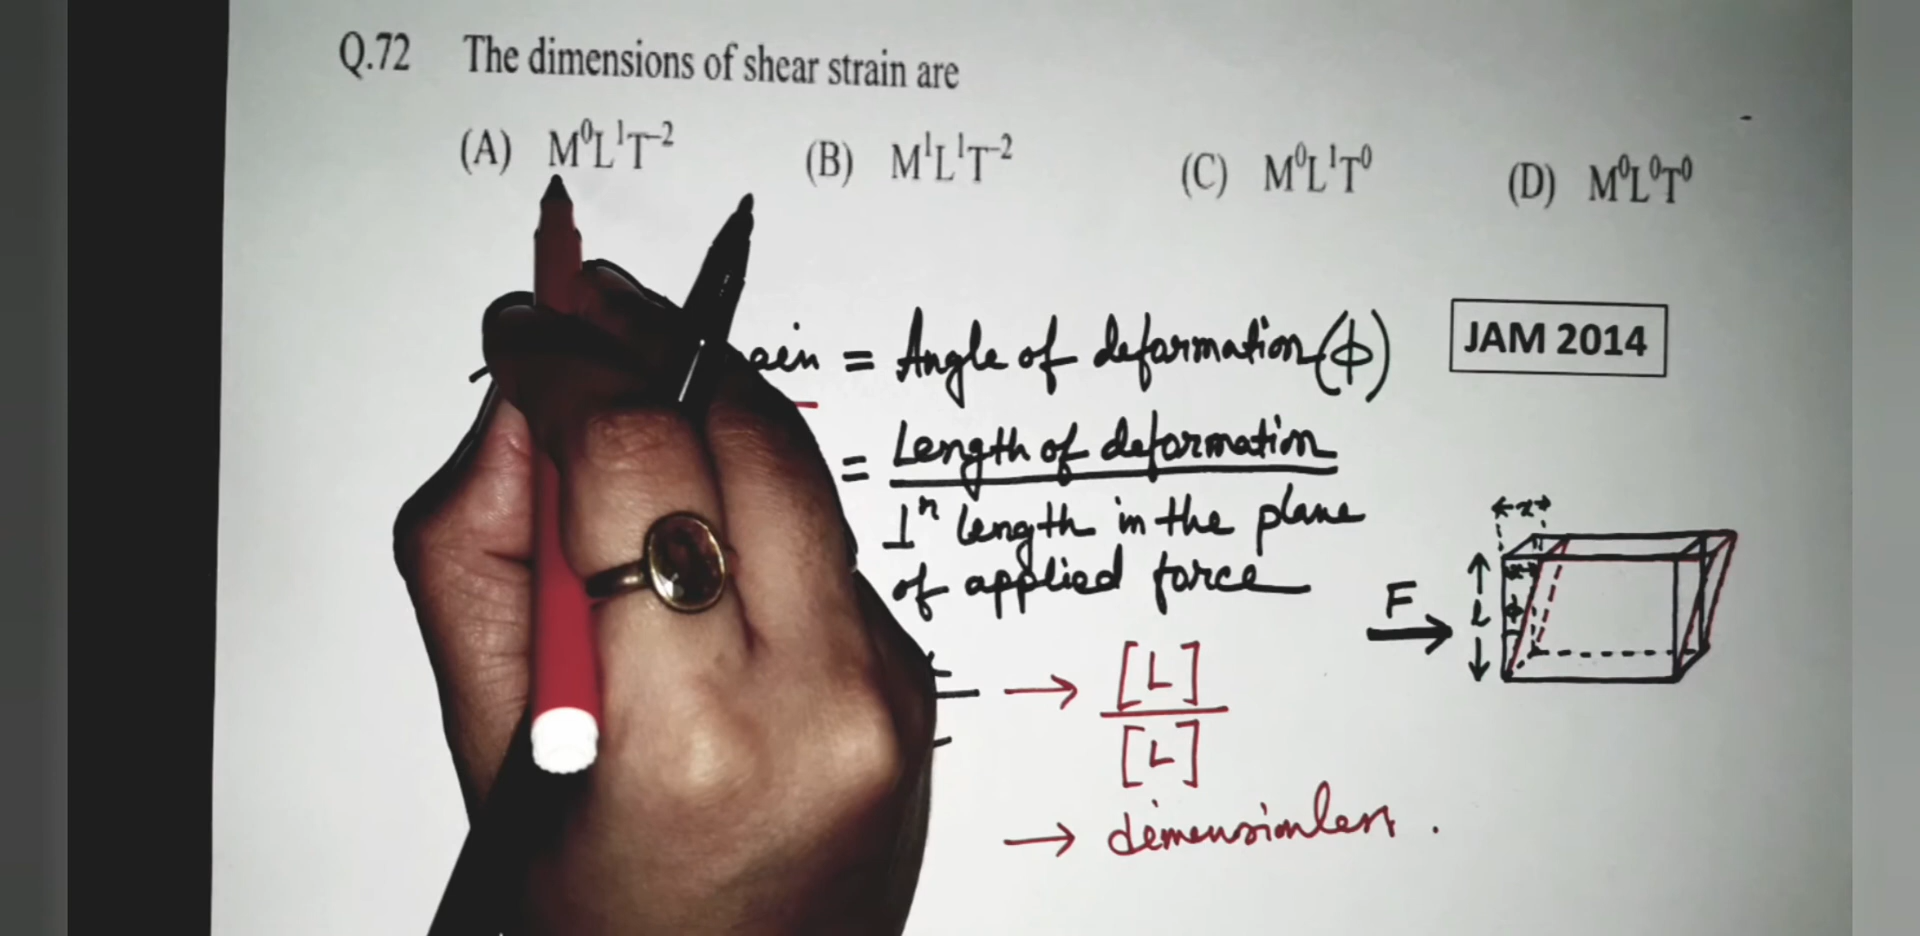 Q.72 The dimensions of shear strain are
(A) M⁰L¹T⁻² (B) M¹L¹T⁻² (C) M⁰L¹T⁰ (D) M⁰L⁰T⁰
= Angle of deformation (ϕ)
JAM 2014
= Length of deformation
⊥ʳ length in the plane
of applied force
x
F
l
ϕ
→ [L]
[L]
→ dimensionless.